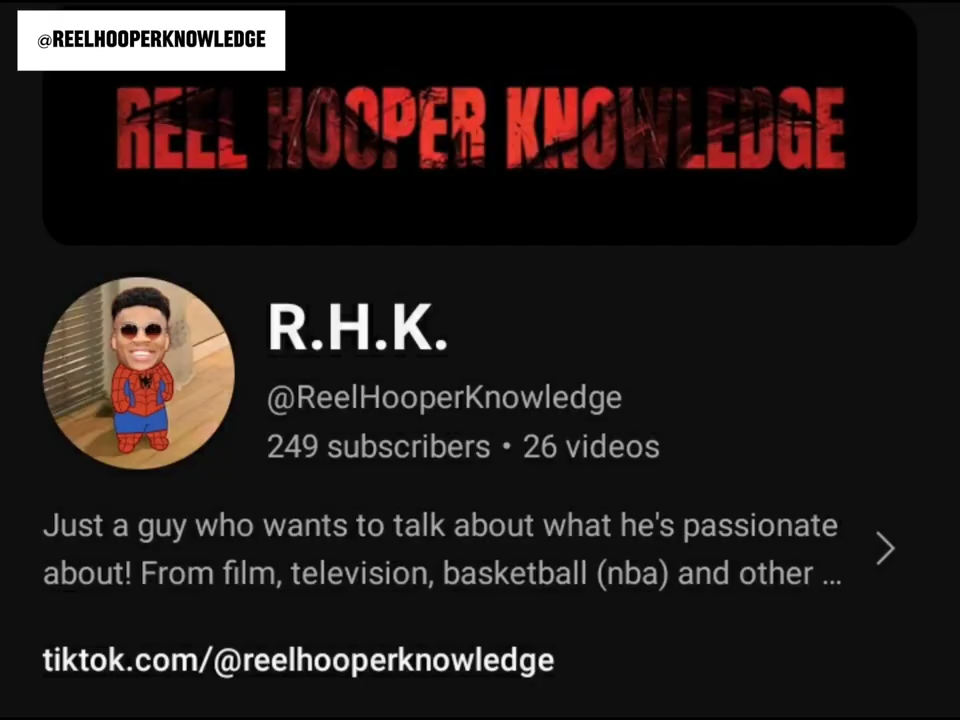 @REELHOOPERKNOWLEDGE
REEL HOOPER KNOWLEDGE
R.H.K.
@ReelHooperKnowledge
249 subscribers • 26 videos
Just a guy who wants to talk about what he's passionate
about! From film, television, basketball (nba) and other ...
tiktok.com/@reelhooperknowledge